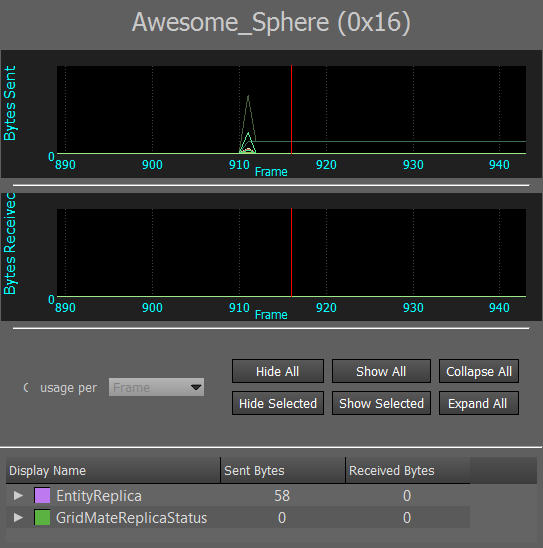 Awesome_Sphere (0x16)
Bytes Sent
0
890 900 910 920 930 940
Frame
Bytes Received
0
890 900 910 920 930 940
Frame
usage per Frame
Hide All Show All Collapse All
Hide Selected Show Selected Expand All
Display Name Sent Bytes Received Bytes
EntityReplica 58 0
GridMateReplicaStatus 0 0